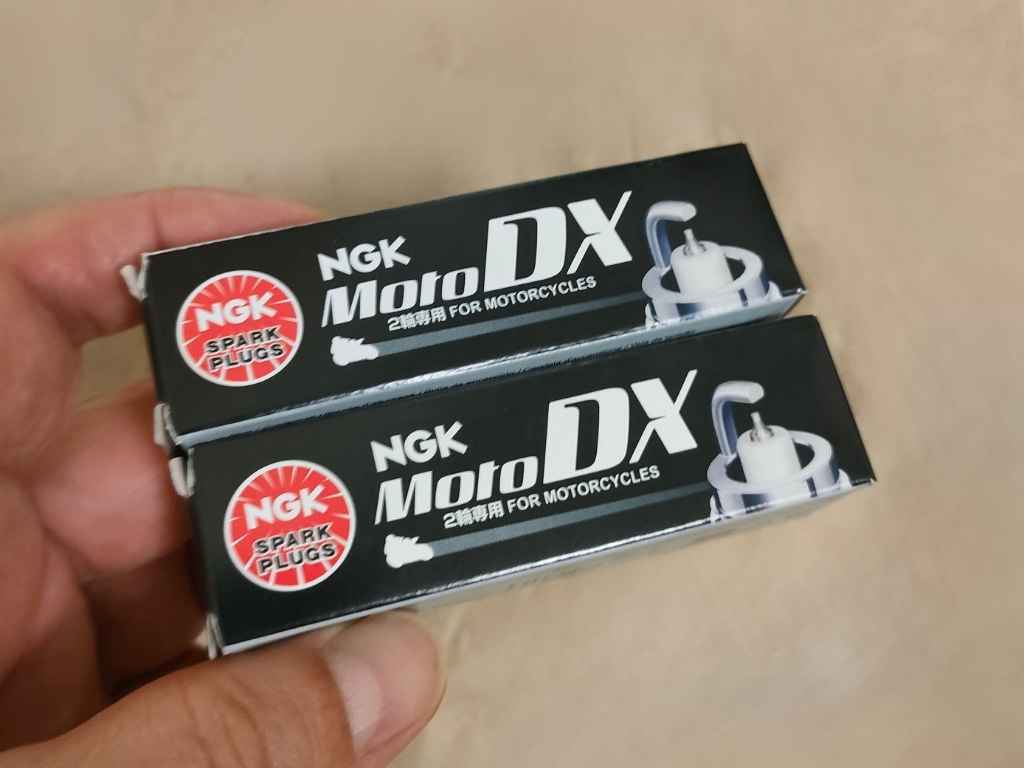 NGK
SPARK
PLUGS
NGK
Moto DX
2輪専用 FOR MOTORCYCLES
NGK
SPARK
PLUGS
NGK
Moto DX
2輪専用 FOR MOTORCYCLES